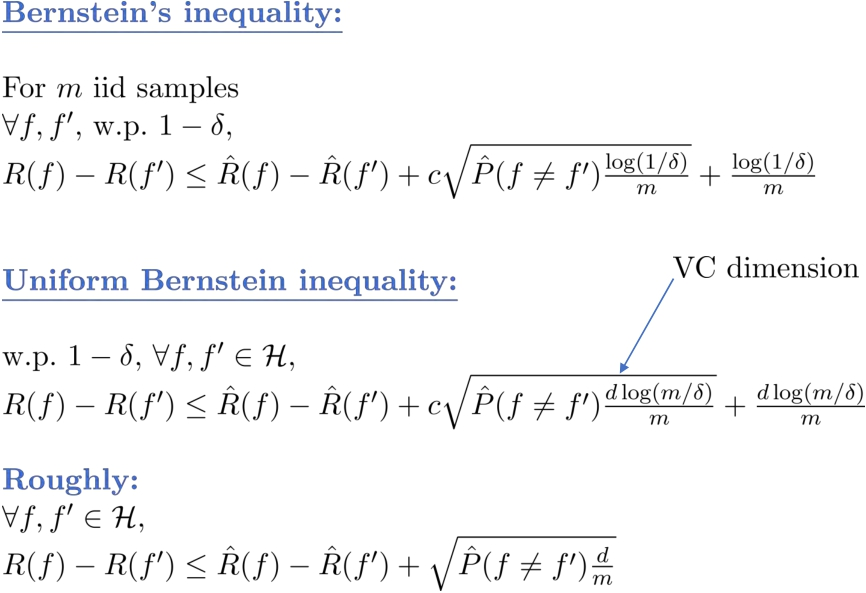 Bernstein's inequality:
For m iid samples
∀f, f′, w.p. 1 − δ,
R(f) − R(f′) ≤ R̂(f) − R̂(f′) + c√(P̂(f ≠ f′) log(1/δ)/m) + log(1/δ)/m
VC dimension
Uniform Bernstein inequality:
w.p. 1 − δ, ∀f, f′ ∈ ℋ,
R(f) − R(f′) ≤ R̂(f) − R̂(f′) + c√(P̂(f ≠ f′) d log(m/δ)/m) + d log(m/δ)/m
Roughly:
∀f, f′ ∈ ℋ,
R(f) − R(f′) ≤ R̂(f) − R̂(f′) + √(P̂(f ≠ f′) d/m)